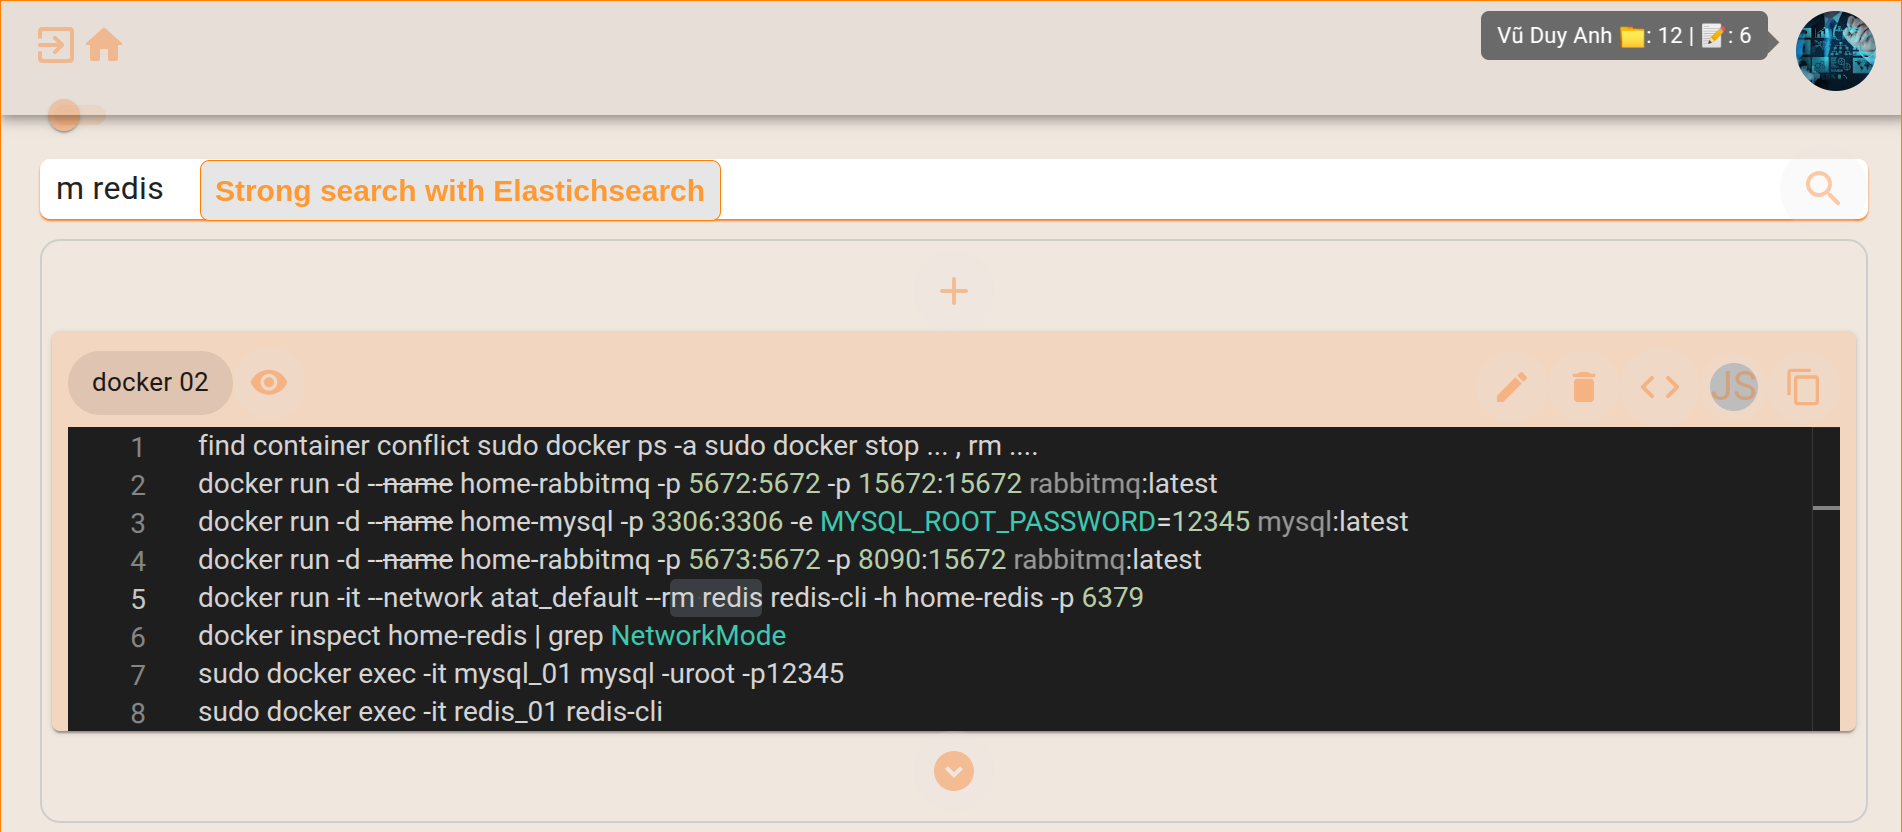 Vũ Duy Anh 📁: 12 | 📝: 6
m redis
Strong search with Elastichsearch
docker 02
JS
1 find container conflict sudo docker ps -a sudo docker stop ... , rm ....
2 docker run -d --name home-rabbitmq -p 5672:5672 -p 15672:15672 rabbitmq:latest
3 docker run -d --name home-mysql -p 3306:3306 -e MYSQL_ROOT_PASSWORD=12345 mysql:latest
4 docker run -d --name home-rabbitmq -p 5673:5672 -p 8090:15672 rabbitmq:latest
5 docker run -it --network atat_default --rm redis redis-cli -h home-redis -p 6379
6 docker inspect home-redis | grep NetworkMode
7 sudo docker exec -it mysql_01 mysql -uroot -p12345
8 sudo docker exec -it redis_01 redis-cli